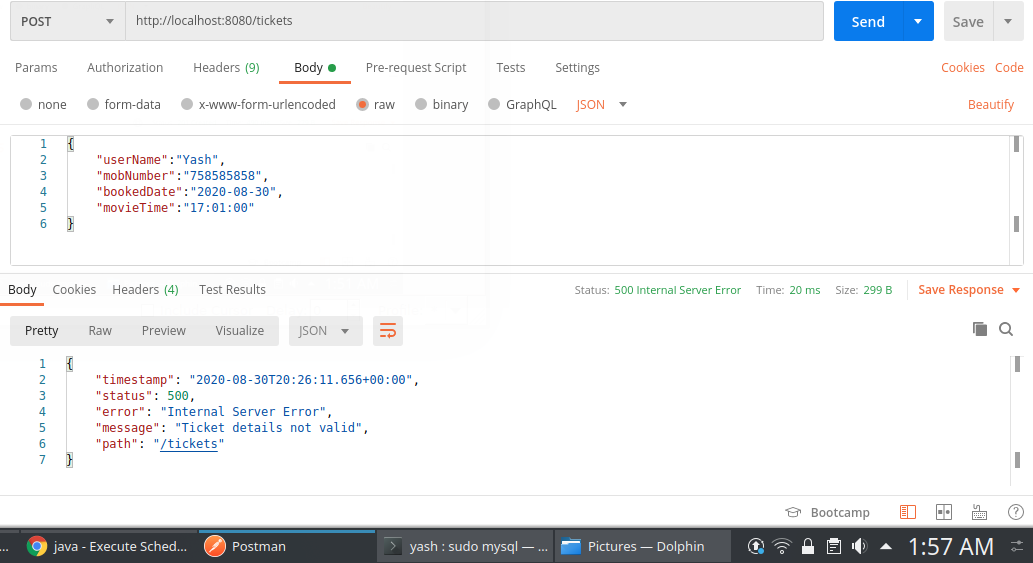 POST http://localhost:8080/tickets Send Save
Params Authorization Headers (9) Body Pre-request Script Tests Settings Cookies Code
none form-data x-www-form-urlencoded raw binary GraphQL JSON Beautify
1 {
2 "userName":"Yash",
3 "mobNumber":"758585858",
4 "bookedDate":"2020-08-30",
5 "movieTime":"17:01:00"
6 }
Body Cookies Headers (4) Test Results Status: 500 Internal Server Error Time: 20 ms Size: 299 B Save Response
Pretty Raw Preview Visualize JSON
1 {
2 "timestamp": "2020-08-30T20:26:11.656+00:00",
3 "status": 500,
4 "error": "Internal Server Error",
5 "message": "Ticket details not valid",
6 "path": "/tickets"
7 }
Bootcamp
... java - Execute Sched... Postman yash : sudo mysql — ... Pictures — Dolphin 1:57 AM